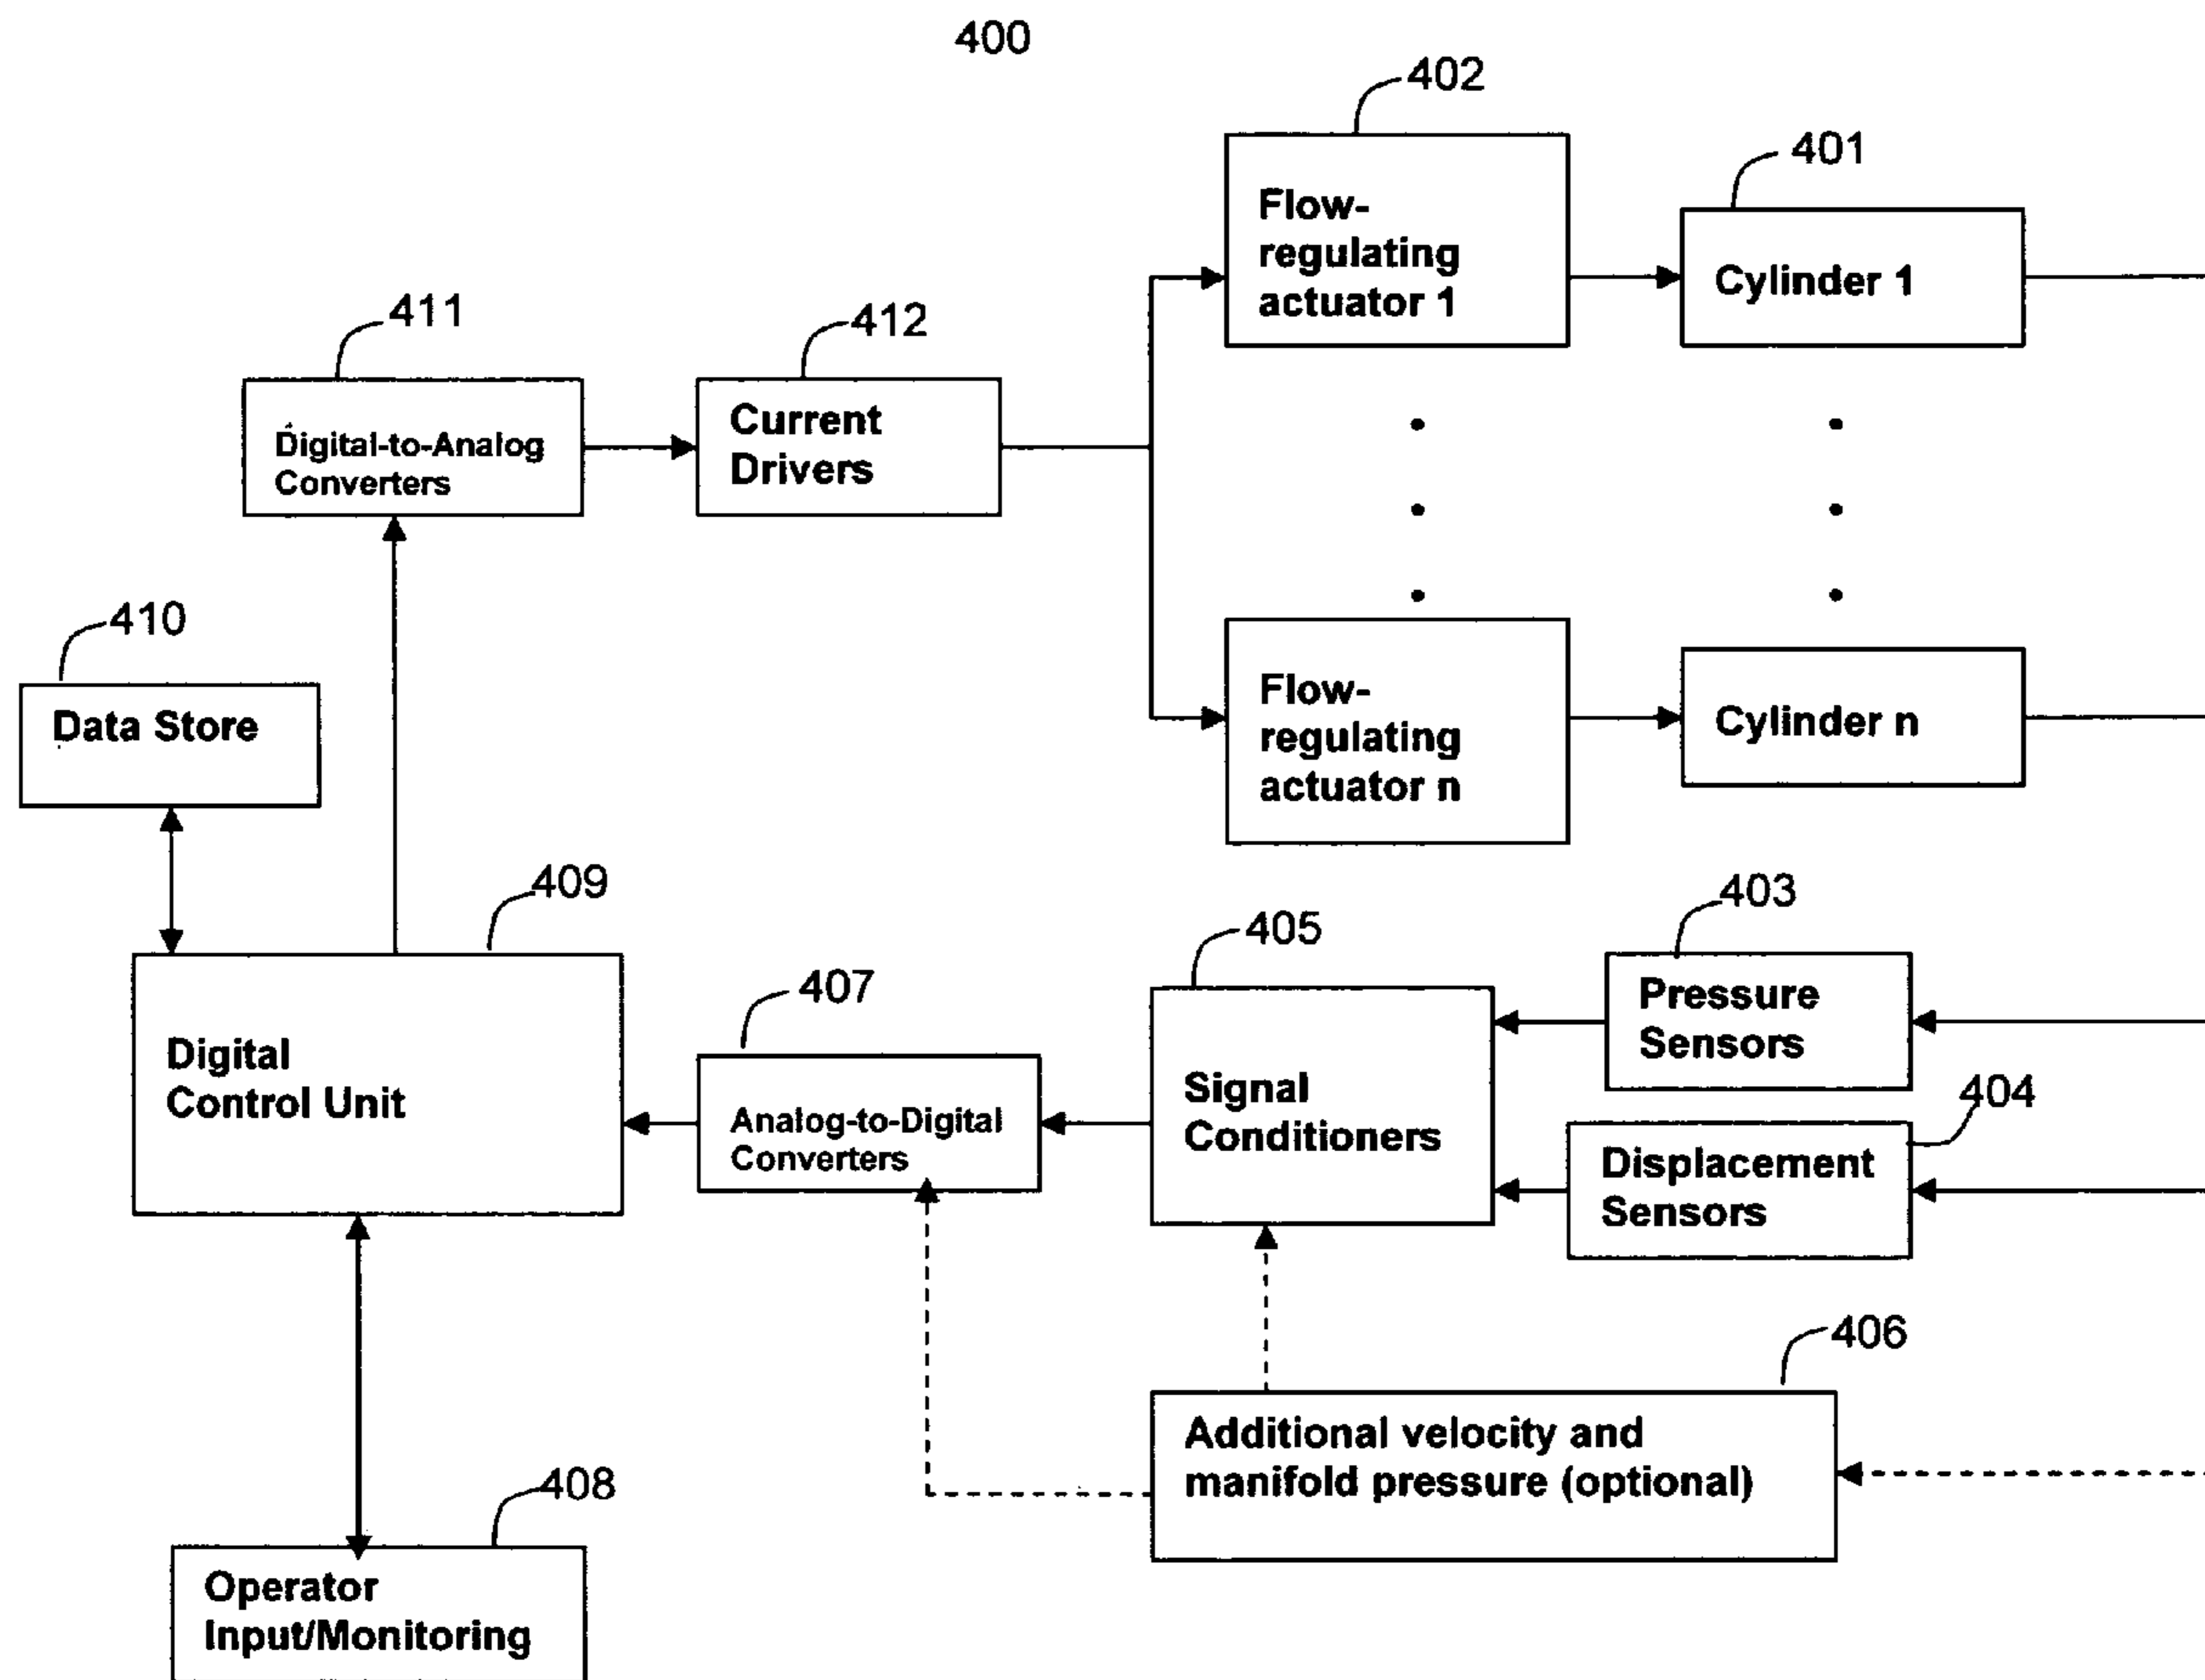 400
402
Flow-
regulating
actuator 1
401
Cylinder 1
411
Digital-to-Analog
Converters
412
Current
Drivers
410
Data Store
Flow-
regulating
actuator n
Cylinder n
409
Digital
Control Unit
407
Analog-to-Digital
Converters
405
Signal
Conditioners
403
Pressure
Sensors
404
Displacement
Sensors
406
Additional velocity and
manifold pressure (optional)
408
Operator
Input/Monitoring